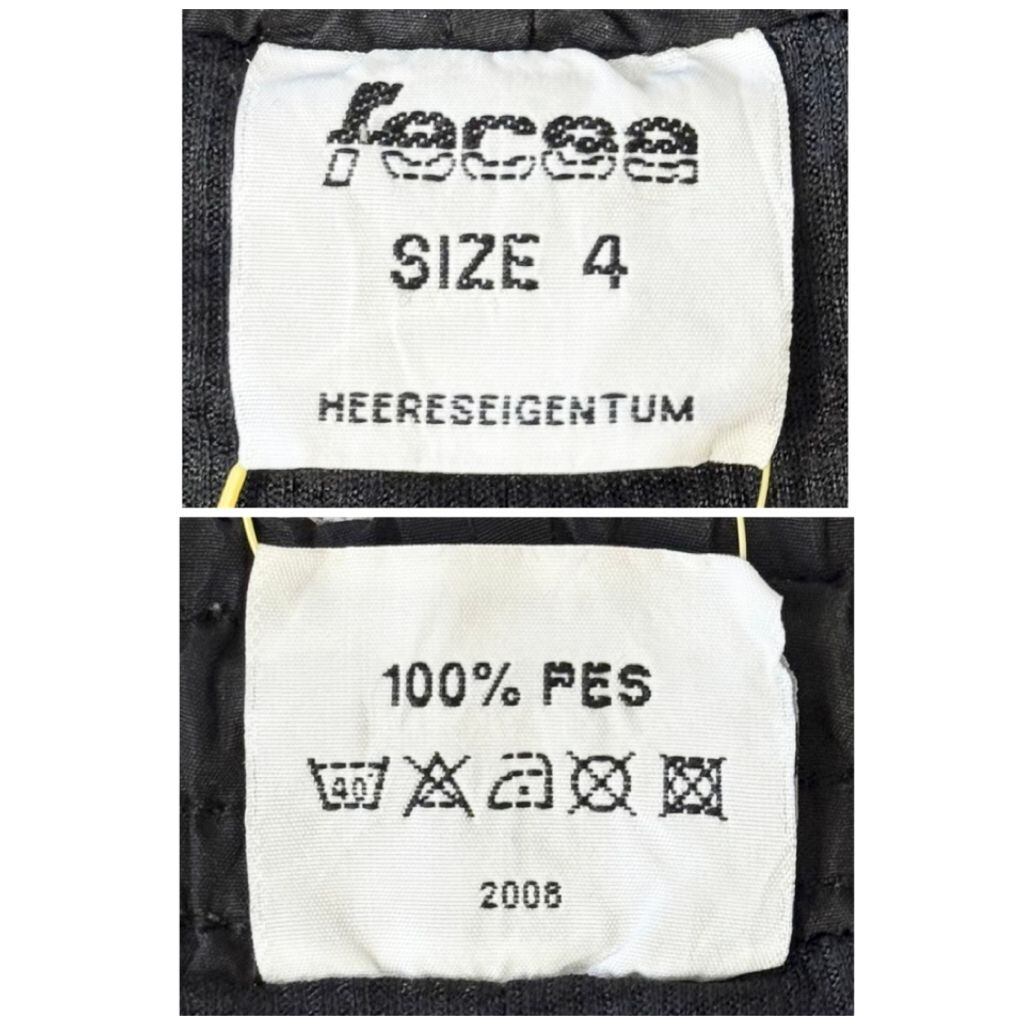 fecea
SIZE 4
HEERESEIGENTUM
100% PES
40°
2008